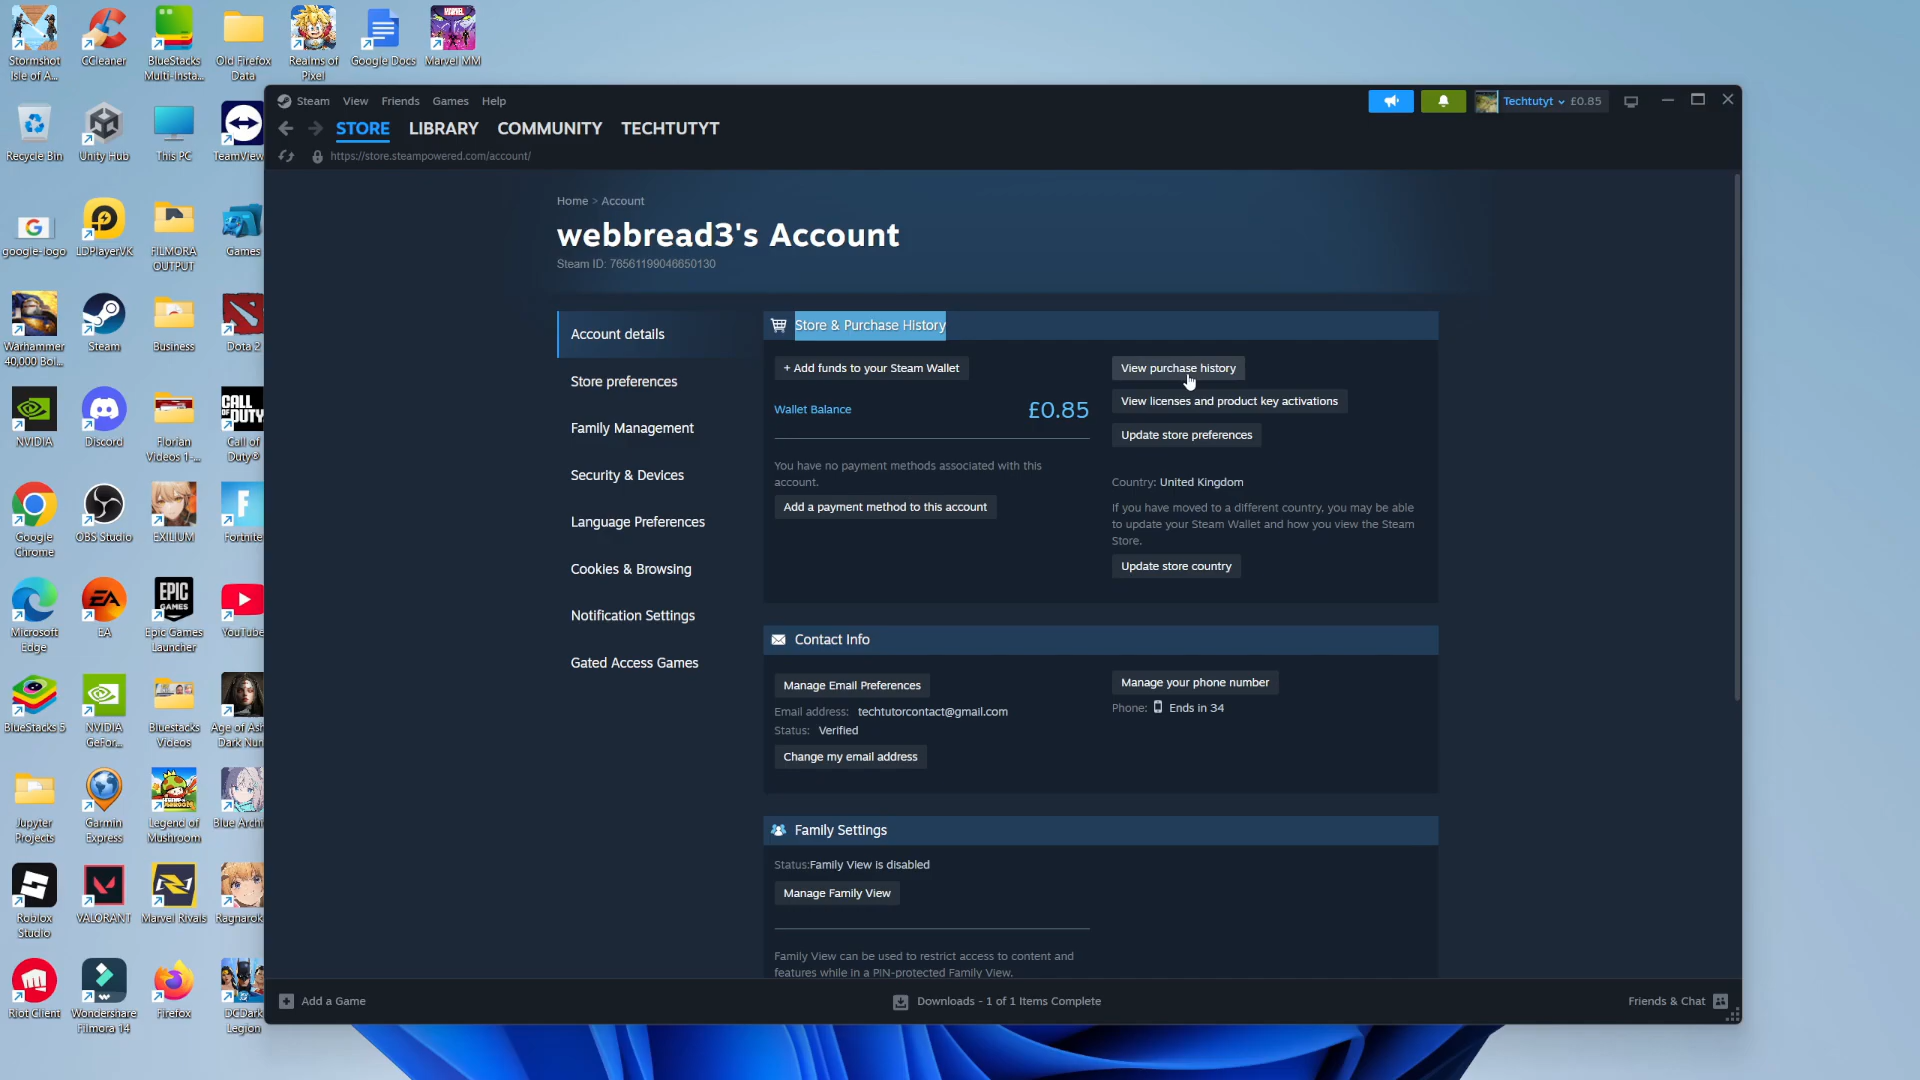 Stormshot
Isle of A...
CCleaner
BlueStacks
Multi-Insta...
Old Firefox
Data
Realms of
Pixel
Google Docs
Marvel MM
Recycle Bin
Unity Hub
This PC
TeamView
google-logo
LDPlayerVK
FILMORA
OUTPUT
Games
Warhammer
40,000 Bol...
Steam
Business
Dota 2
NVIDIA
Discord
Florian
Videos 1-...
CALL
DUTY
Call of
Duty®
Google
Chrome
OBS Studio
EXILIUM
Fortnite
Microsoft
Edge
EA
EA
EPIC
GAMES
Epic Games
Launcher
YouTube
BlueStacks 5
NVIDIA
GeFor...
Bluestacks
Videos
Age of Ash
Dark Nun
Jupyter
Projects
Garmin
Express
Legend of
Mushroom
Blue Archi
Roblox
Studio
VALORANT
Marvel Rivals
Ragnarok
Riot Client
Wondershare
Filmora 14
Firefox
DC Dark
Legion
Steam View Friends Games Help
Techtutyt £0.85
STORE LIBRARY COMMUNITY TECHTUTYT
https://store.steampowered.com/account/
Home > Account
webbread3's Account
Steam ID: 76561199046650130
Account details
Store preferences
Family Management
Security & Devices
Language Preferences
Cookies & Browsing
Notification Settings
Gated Access Games
Store & Purchase History
+ Add funds to your Steam Wallet
Wallet Balance £0.85
You have no payment methods associated with this
account.
Add a payment method to this account
View purchase history
View licenses and product key activations
Update store preferences
Country: United Kingdom
If you have moved to a different country, you may be able
to update your Steam Wallet and how you view the Steam
Store.
Update store country
Contact Info
Manage Email Preferences
Email address: techtutorcontact@gmail.com
Status: Verified
Change my email address
Manage your phone number
Phone: Ends in 34
Family Settings
Status:Family View is disabled
Manage Family View
Family View can be used to restrict access to content and
features while in a PIN-protected Family View.
Add a Game
Downloads - 1 of 1 Items Complete
Friends & Chat